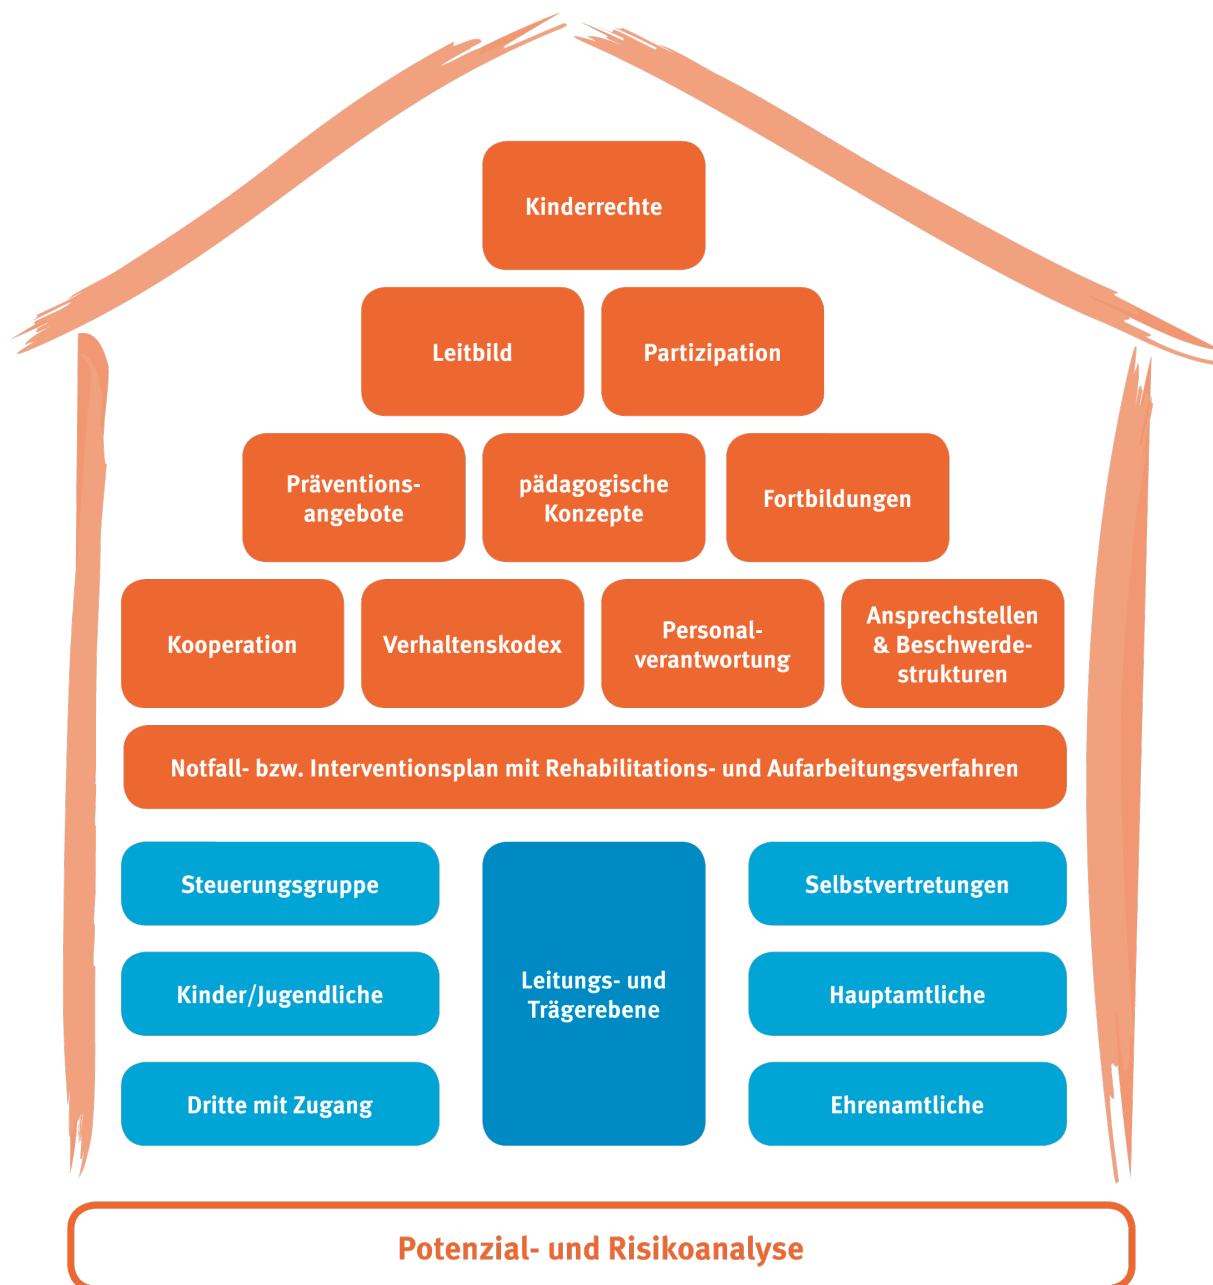 Kinderrechte
Leitbild
Partizipation
Präventions-
angebote
pädagogische
Konzepte
Fortbildungen
Kooperation
Verhaltenskodex
Personal-
verantwortung
Ansprechstellen
& Beschwerde-
strukturen
Notfall- bzw. Interventionsplan mit Rehabilitations- und Aufarbeitungsverfahren
Steuerungsgruppe
Kinder/Jugendliche
Dritte mit Zugang
Leitungs- und
Trägerebene
Selbstvertretungen
Hauptamtliche
Ehrenamtliche
Potenzial- und Risikoanalyse